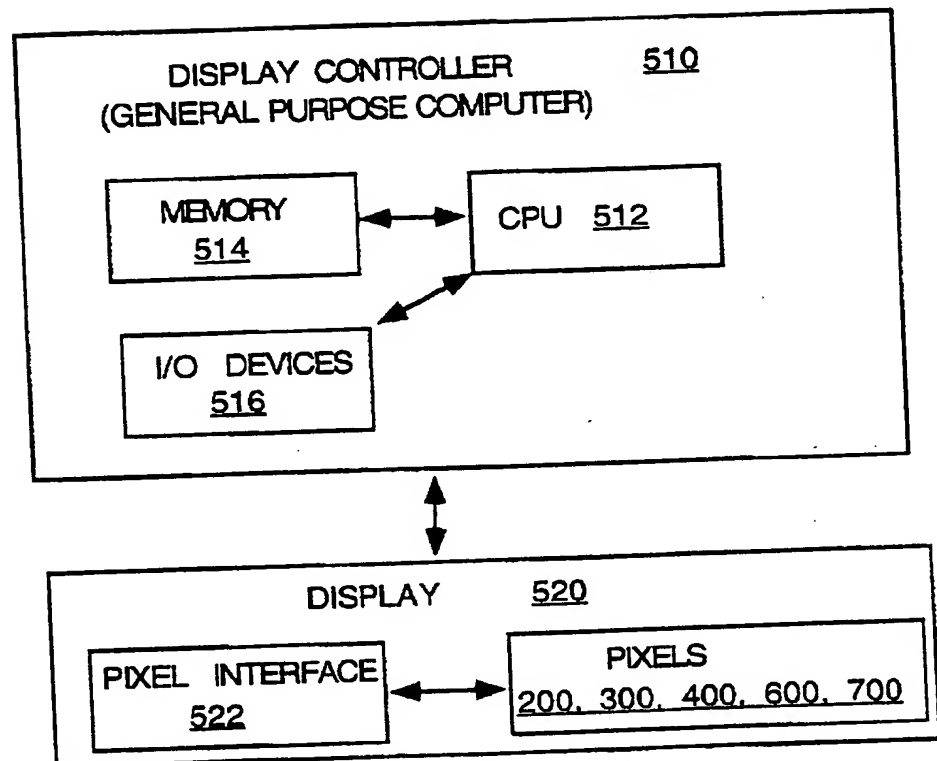 DISPLAY CONTROLLER 510
(GENERAL PURPOSE COMPUTER)
MEMORY
514
CPU 512
I/O DEVICES
516
DISPLAY 520
PIXEL INTERFACE
522
PIXELS
200, 300, 400, 600, 700